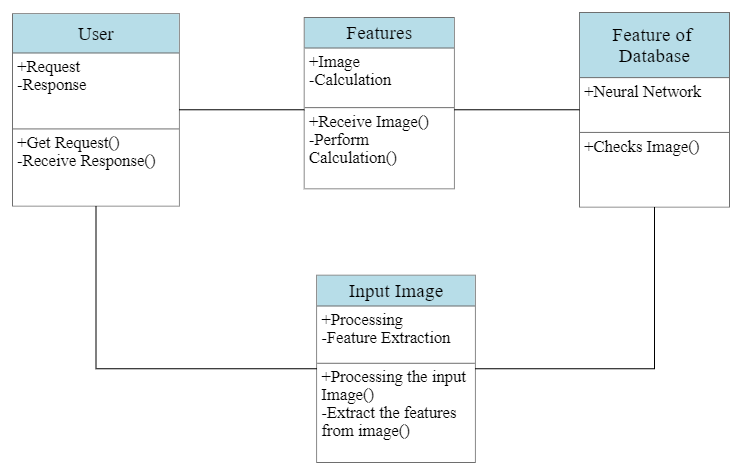 User
+Request
-Response
+Get Request()
-Receive Response()
Features
+Image
-Calculation
+Receive Image()
-Perform
Calculation()
Feature of
Database
+Neural Network
+Checks Image()
Input Image
+Processing
-Feature Extraction
+Processing the input
Image()
-Extract the features
from image()